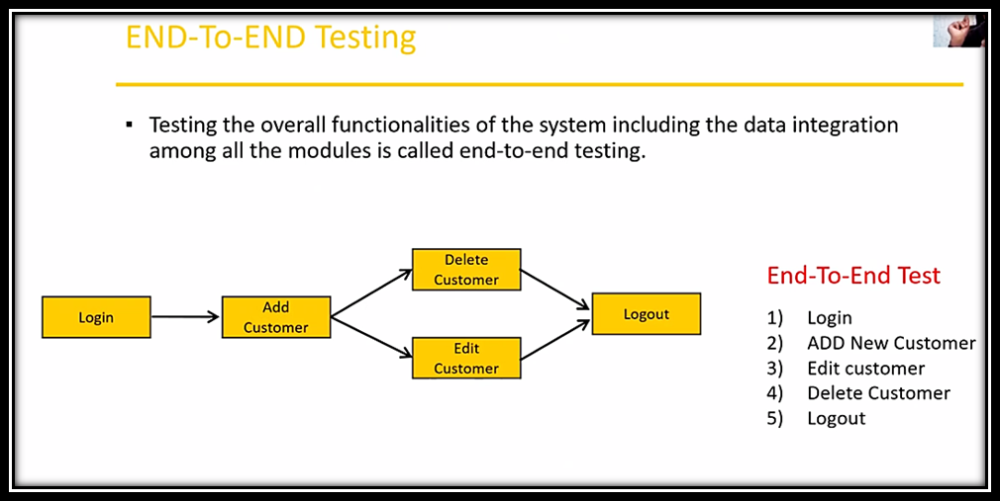 END-To-END Testing
▪ Testing the overall functionalities of the system including the data integration
among all the modules is called end-to-end testing.
Login
Add
Customer
Delete
Customer
Edit
Customer
Logout
End-To-End Test
1) Login
2) ADD New Customer
3) Edit customer
4) Delete Customer
5) Logout